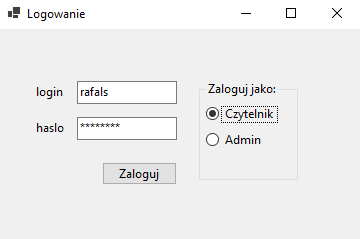 Logowanie
login rafals
haslo ********
Zaloguj
Zaloguj jako:
Czytelnik
Admin